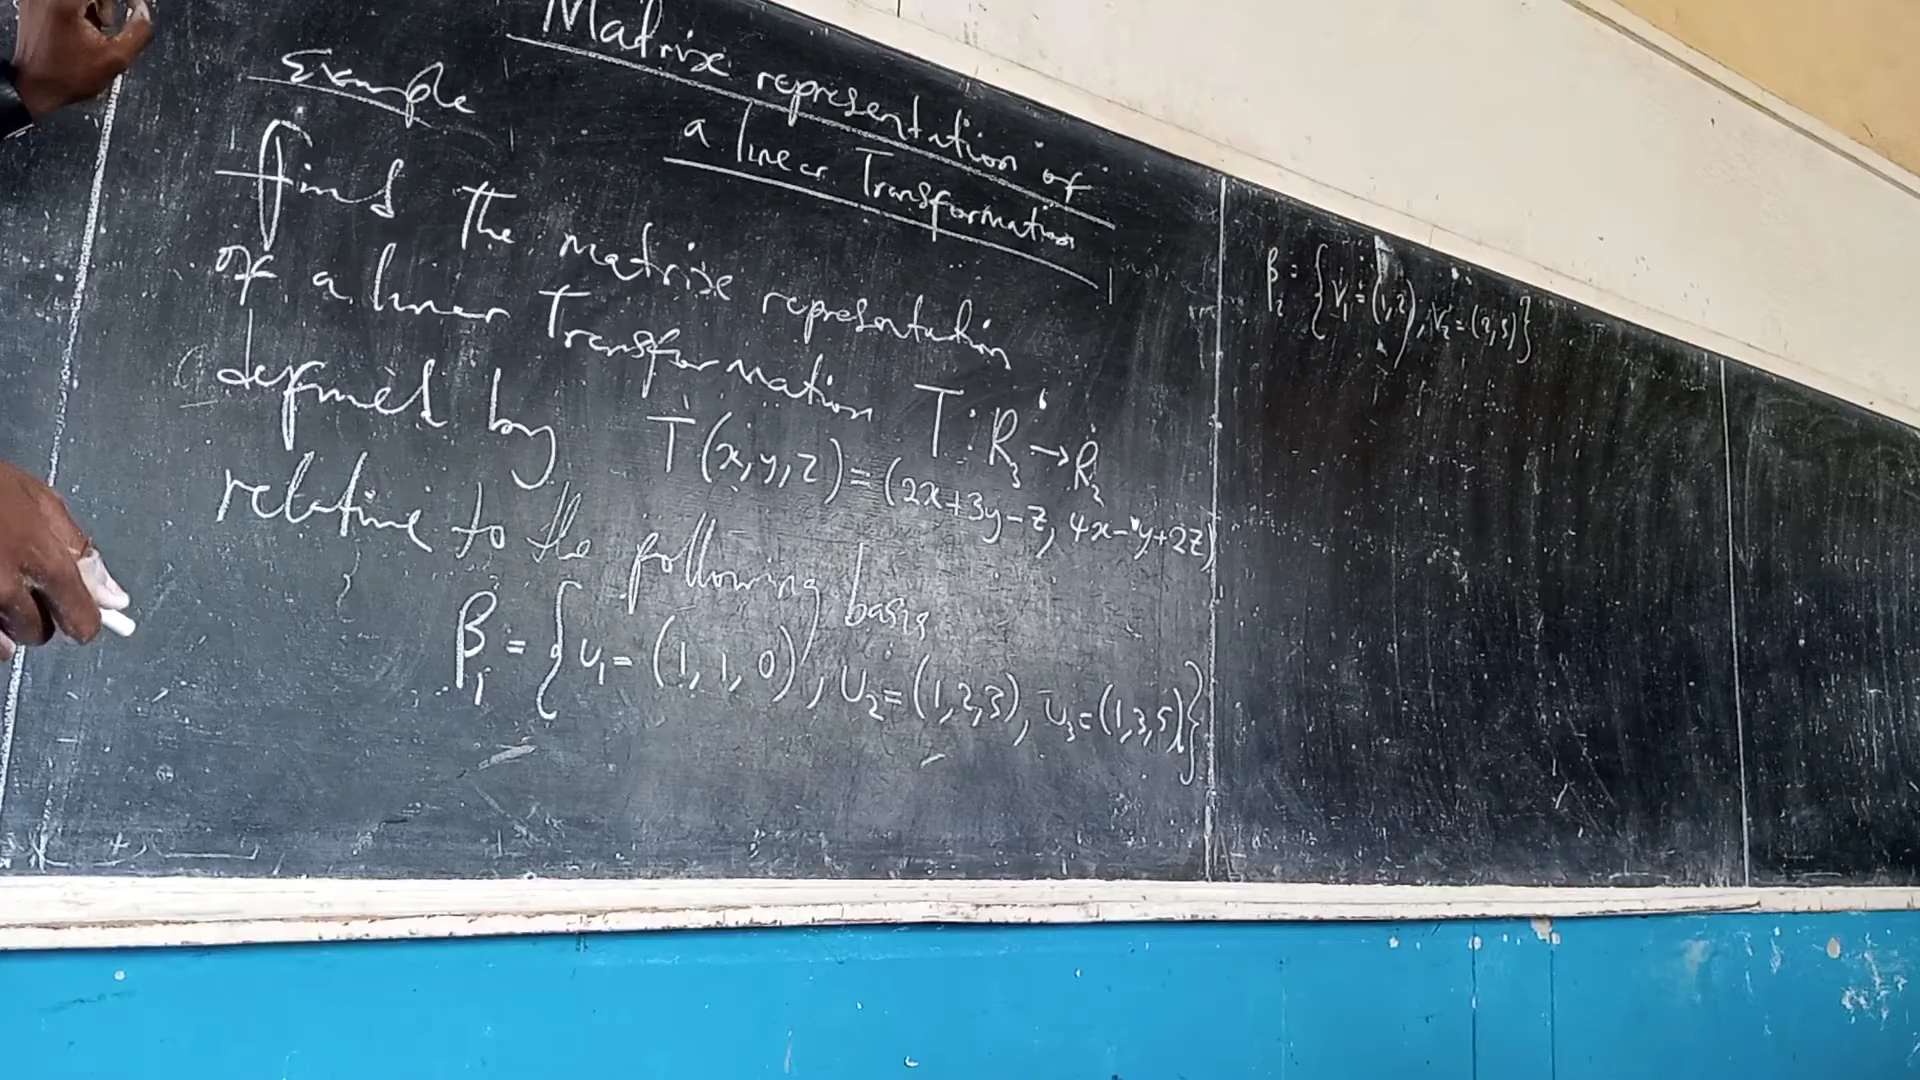 Matrix representation of
a linear Transformation
Example
find the matrix representation
of a linear Transformation T: R₃ → R₂
defined by T(x,y,z) = (2x+3y-z, 4x-y+2z)
relative to the following basis
β₁ = {u₁ = (1, 1, 0), u₂ = (1,2,3), u₃ = (1,3,5)}
β₂ = {v₁ = (1,2), v₂ = (2,5)}